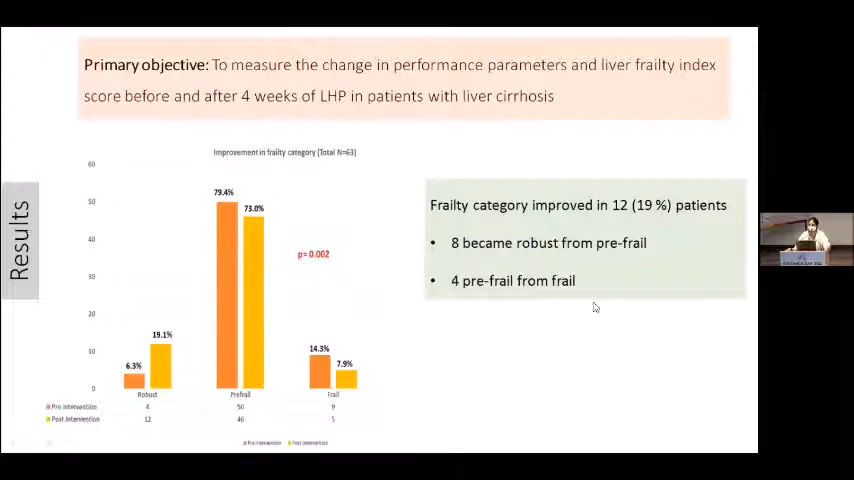 Primary objective: To measure the change in performance parameters and liver frailty index
score before and after 4 weeks of LHP in patients with liver cirrhosis
Results
Improvement in frailty category (Total N=63)
60
50
40
30
20
10
0
79.4%
73.0%
p= 0.002
19.1%
6.3%
14.3%
7.9%
Robust Prefrail Frail
Pre intervention 4 50 9
Post intervention 12 46 5
Pre intervention Post intervention
Frailty category improved in 12 (19 %) patients
• 8 became robust from pre-frail
• 4 pre-frail from frail